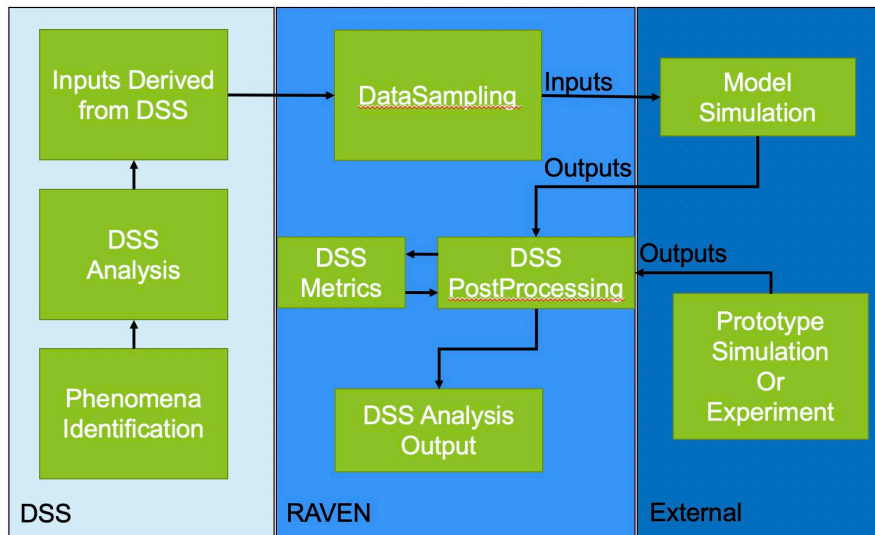 Inputs Derived
from DSS
DSS
Analysis
Phenomena
Identification
DSS
DataSampling
Inputs
Outputs
DSS
Metrics
DSS
PostProcessing
DSS Analysis
Output
RAVEN
Model
Simulation
Outputs
Prototype
Simulation
Or
Experiment
External